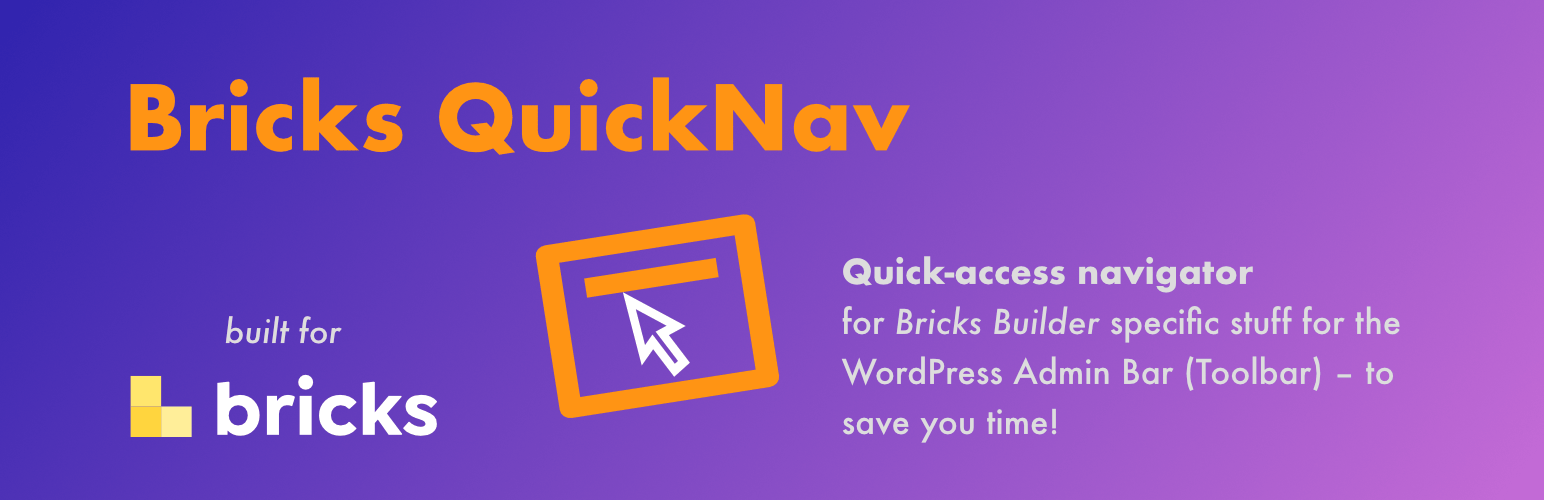 Bricks QuickNav
built for
bricks
Quick-access navigator
for Bricks Builder specific stuff for the
WordPress Admin Bar (Toolbar) – to
save you time!